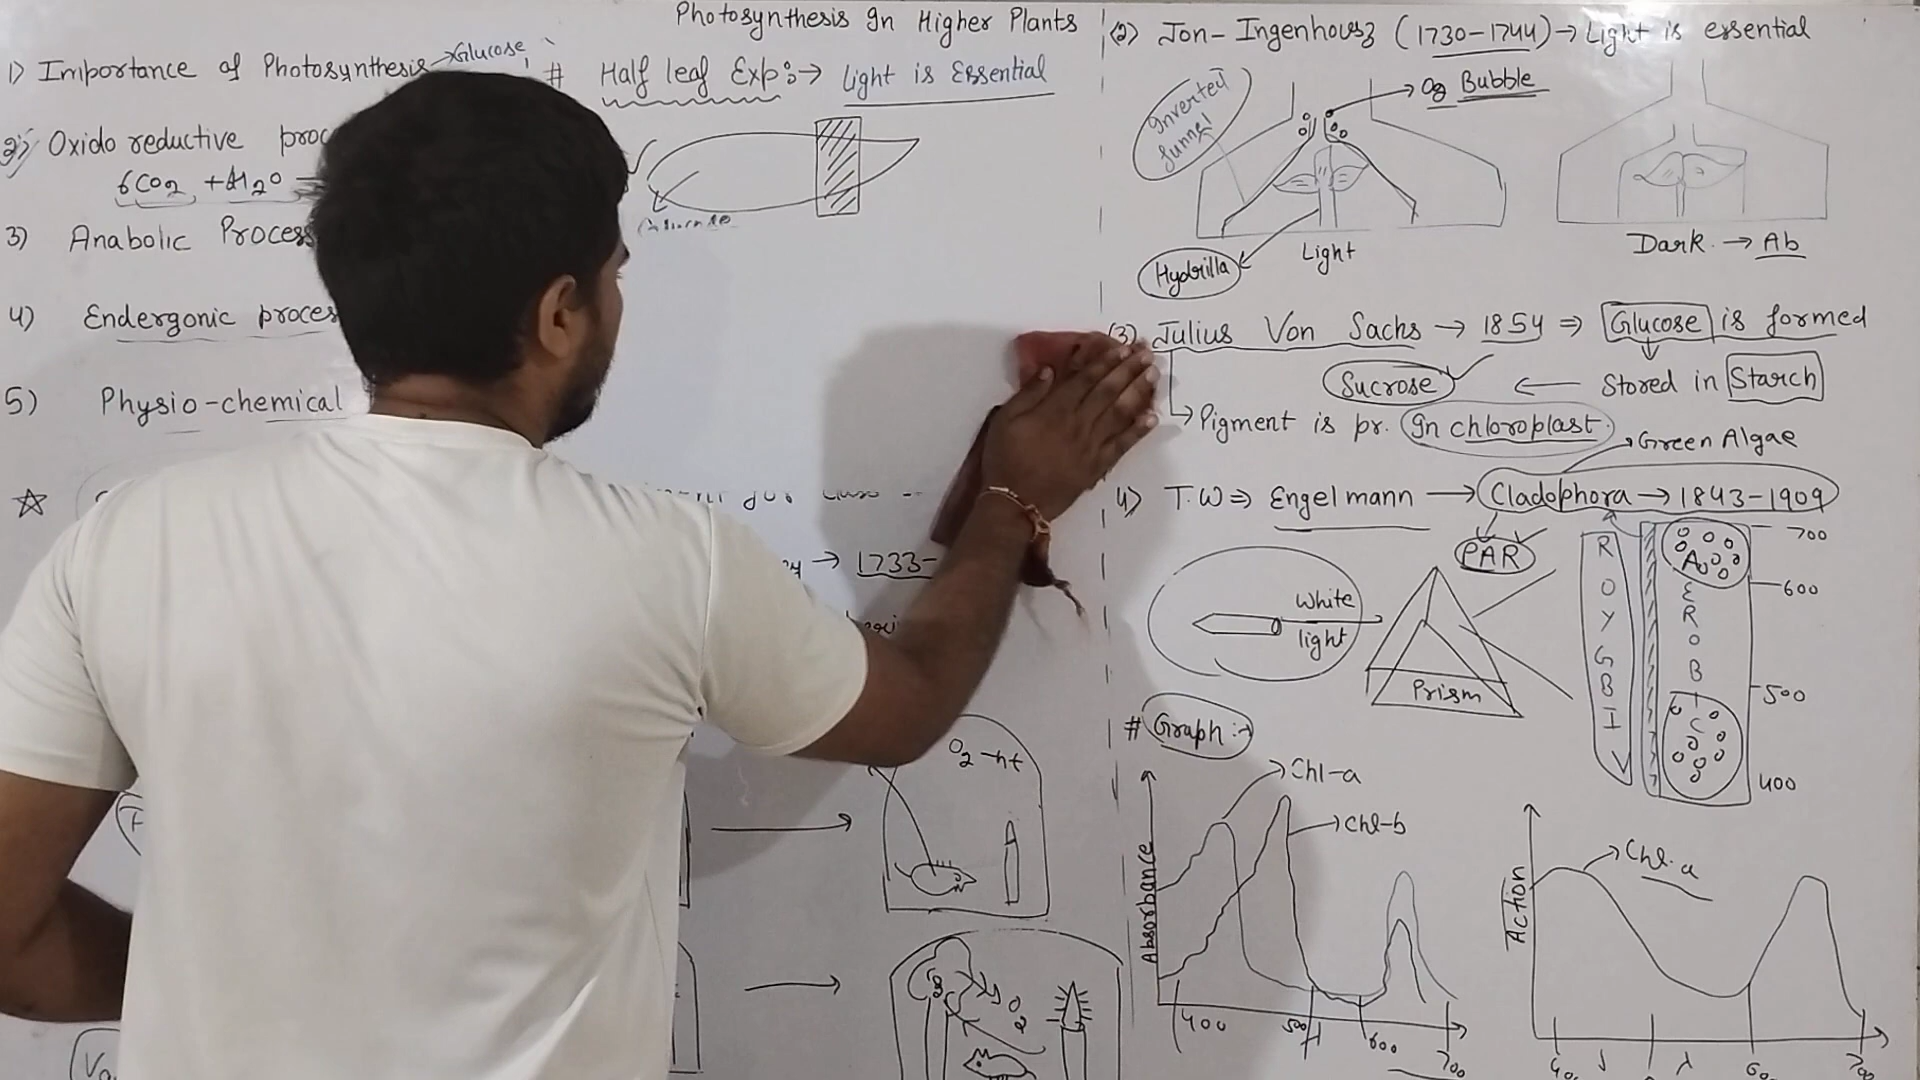 Photosynthesis In Higher Plants
1) Importance of Photosynthesis → Glucose
2) Oxido reductive proc
6CO2 + H2O
3) Anabolic Process
4) Endergonic proces
5) Physio-chemical
# Half leaf Exp:→ Light is Essential
→ 1733-
O2 -nt
(2) Jon-Ingenhousz (1730-1744) → Light is essential
Inverted funnel
O2 Bubble
Hydrilla
Light
Dark → Ab
(3) Julius Von Sachs → 1854 ⇒ Glucose is formed
Sucrose ← Stored in Starch
→ Pigment is pr. In chloroplast
Green Algae
4) T.W ⇒ Engelmann → Cladophora → 1843-1909
PAR
White light
Prism
R O Y G B I V
A E R O B I C
700
600
500
400
# Graph:→
Chl-a
Chl-b
Absorbance
400 500 600 700
Chl-a
Action